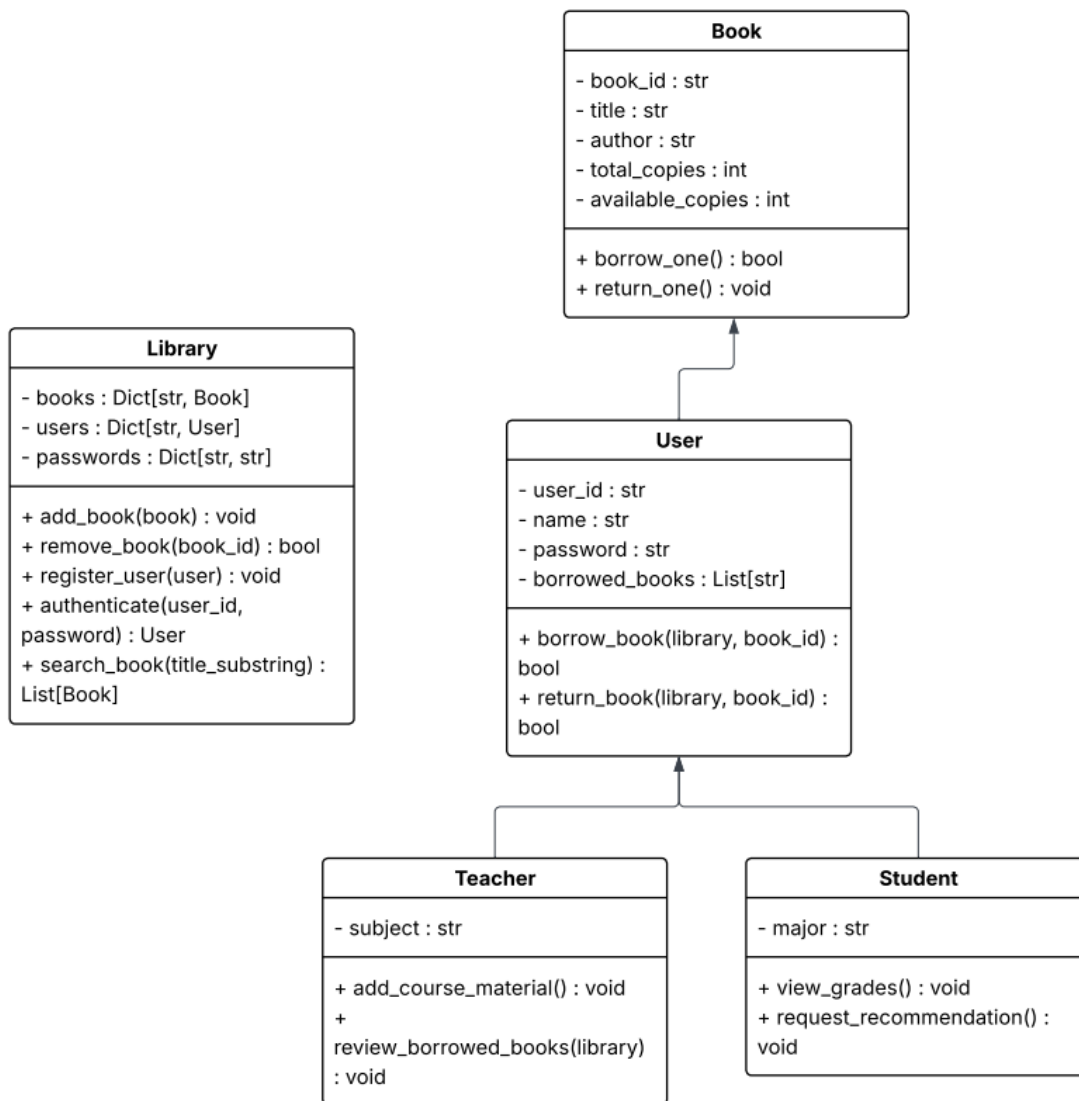 Book
- book_id : str
- title : str
- author : str
- total_copies : int
- available_copies : int
+ borrow_one() : bool
+ return_one() : void
Library
- books : Dict[str, Book]
- users : Dict[str, User]
- passwords : Dict[str, str]
+ add_book(book) : void
+ remove_book(book_id) : bool
+ register_user(user) : void
+ authenticate(user_id,
password) : User
+ search_book(title_substring) :
List[Book]
User
- user_id : str
- name : str
- password : str
- borrowed_books : List[str]
+ borrow_book(library, book_id) :
bool
+ return_book(library, book_id) :
bool
Teacher
- subject : str
+ add_course_material() : void
+
review_borrowed_books(library)
: void
Student
- major : str
+ view_grades() : void
+ request_recommendation() :
void